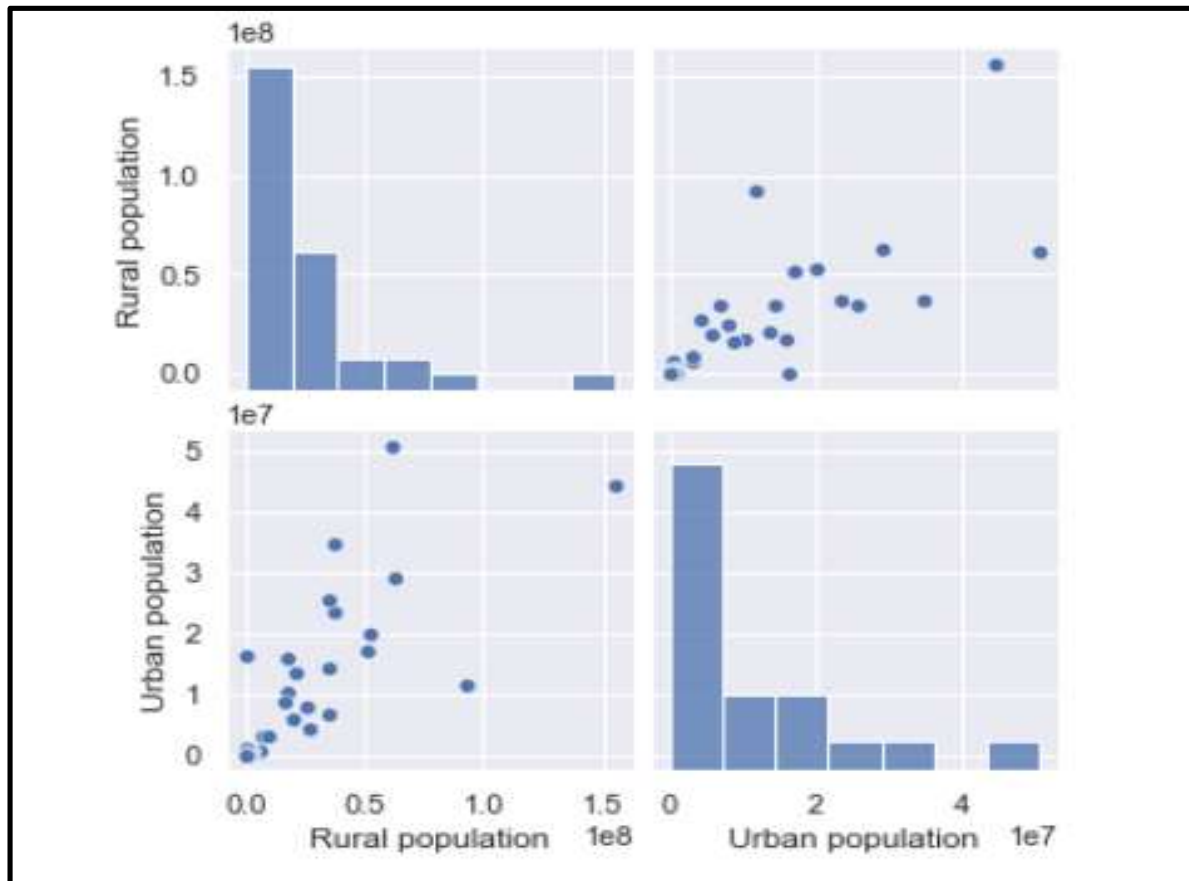 1e8
1.5
1.0
0.5
0.0
Rural population
1e7
5
4
3
2
1
0
Urban population
0.0 0.5 1.0 1.5
Rural population 1e8
0 2 4
Urban population 1e7